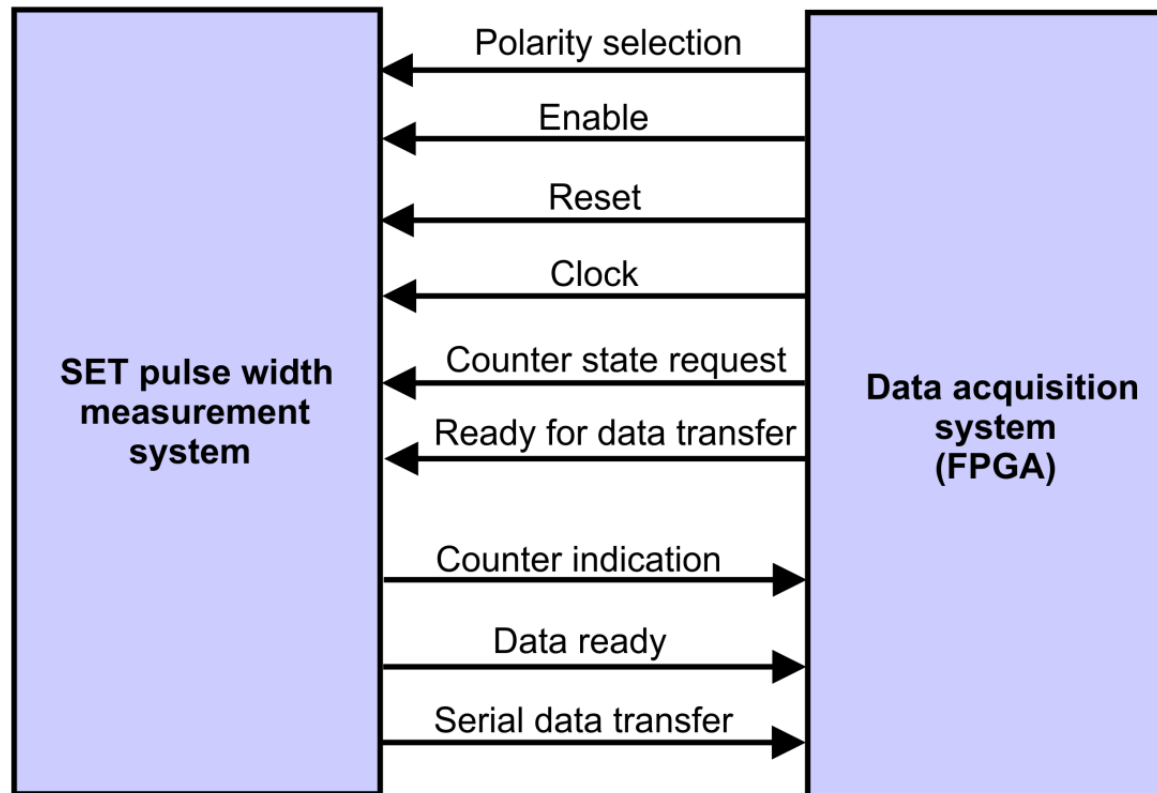 Polarity selection
Enable
Reset
Clock
Counter state request
Ready for data transfer
Counter indication
Data ready
Serial data transfer
SET pulse width
measurement
system
Data acquisition
system
(FPGA)